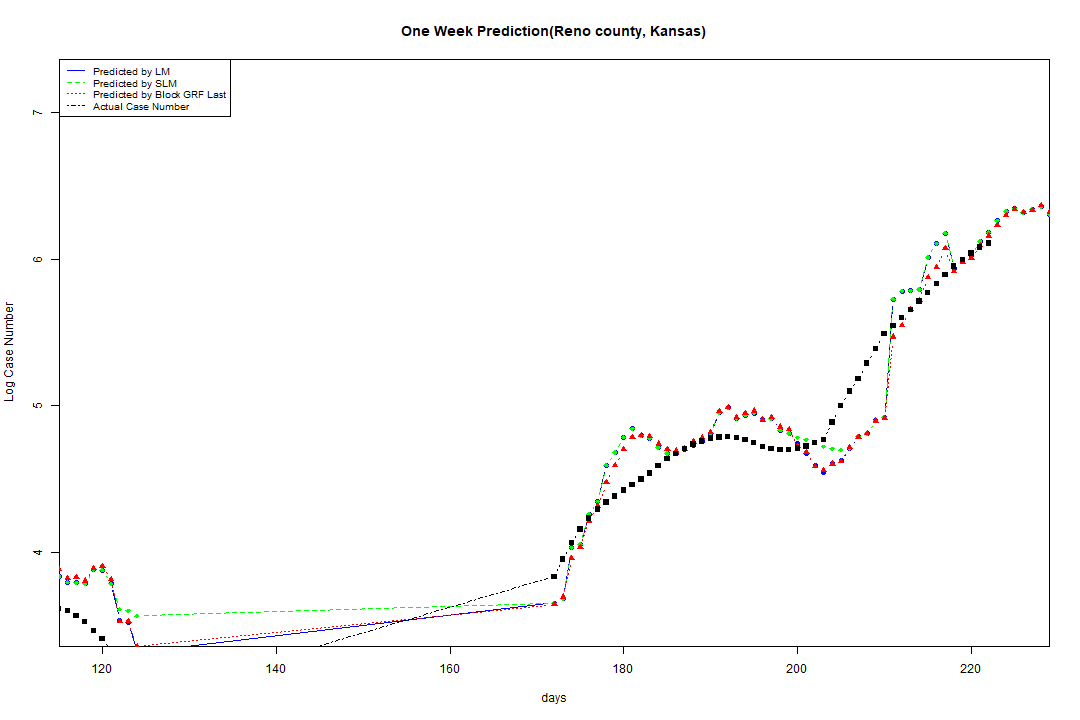 One Week Prediction(Reno county, Kansas)
Predicted by LM
Predicted by SLM
Predicted by Block GRF Last
Actual Case Number
7
6
5
4
Log Case Number
120 140 160 180 200 220
days